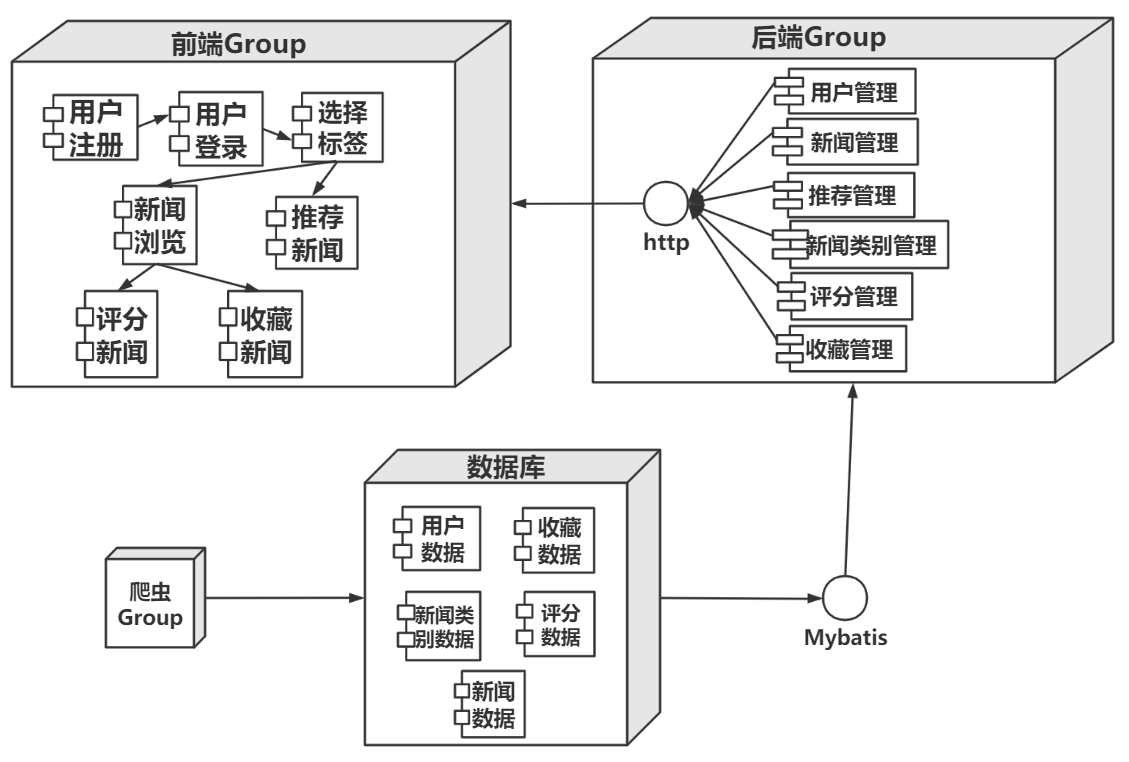 前端Group
用户
注册
用户
登录
选择
标签
新闻
浏览
推荐
新闻
评分
新闻
收藏
新闻
后端Group
用户管理
新闻管理
推荐管理
新闻类别管理
评分管理
收藏管理
http
数据库
用户
数据
收藏
数据
新闻类
别数据
评分
数据
新闻
数据
爬虫
Group
Mybatis